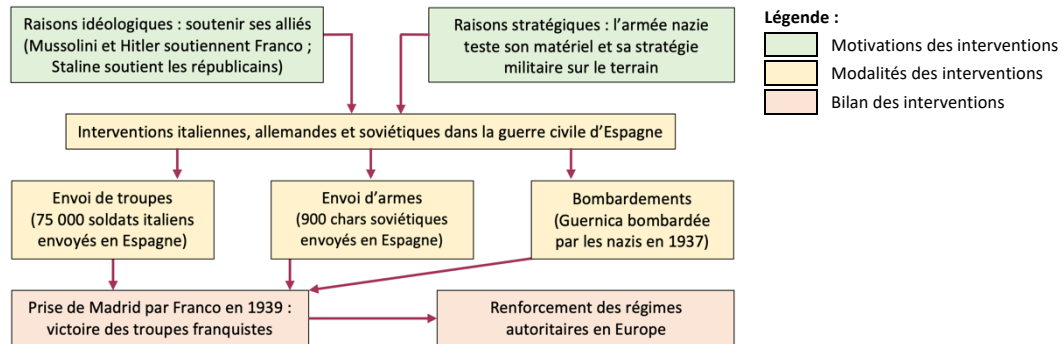 Raisons idéologiques : soutenir ses alliés
(Mussolini et Hitler soutiennent Franco ;
Staline soutient les républicains)
Raisons stratégiques : l’armée nazie
teste son matériel et sa stratégie
militaire sur le terrain
Légende :
Motivations des interventions
Modalités des interventions
Bilan des interventions
Interventions italiennes, allemandes et soviétiques dans la guerre civile d’Espagne
Envoi de troupes
(75 000 soldats italiens
envoyés en Espagne)
Envoi d’armes
(900 chars soviétiques
envoyés en Espagne)
Bombardements
(Guernica bombardée
par les nazis en 1937)
Prise de Madrid par Franco en 1939 :
victoire des troupes franquistes
Renforcement des régimes
autoritaires en Europe